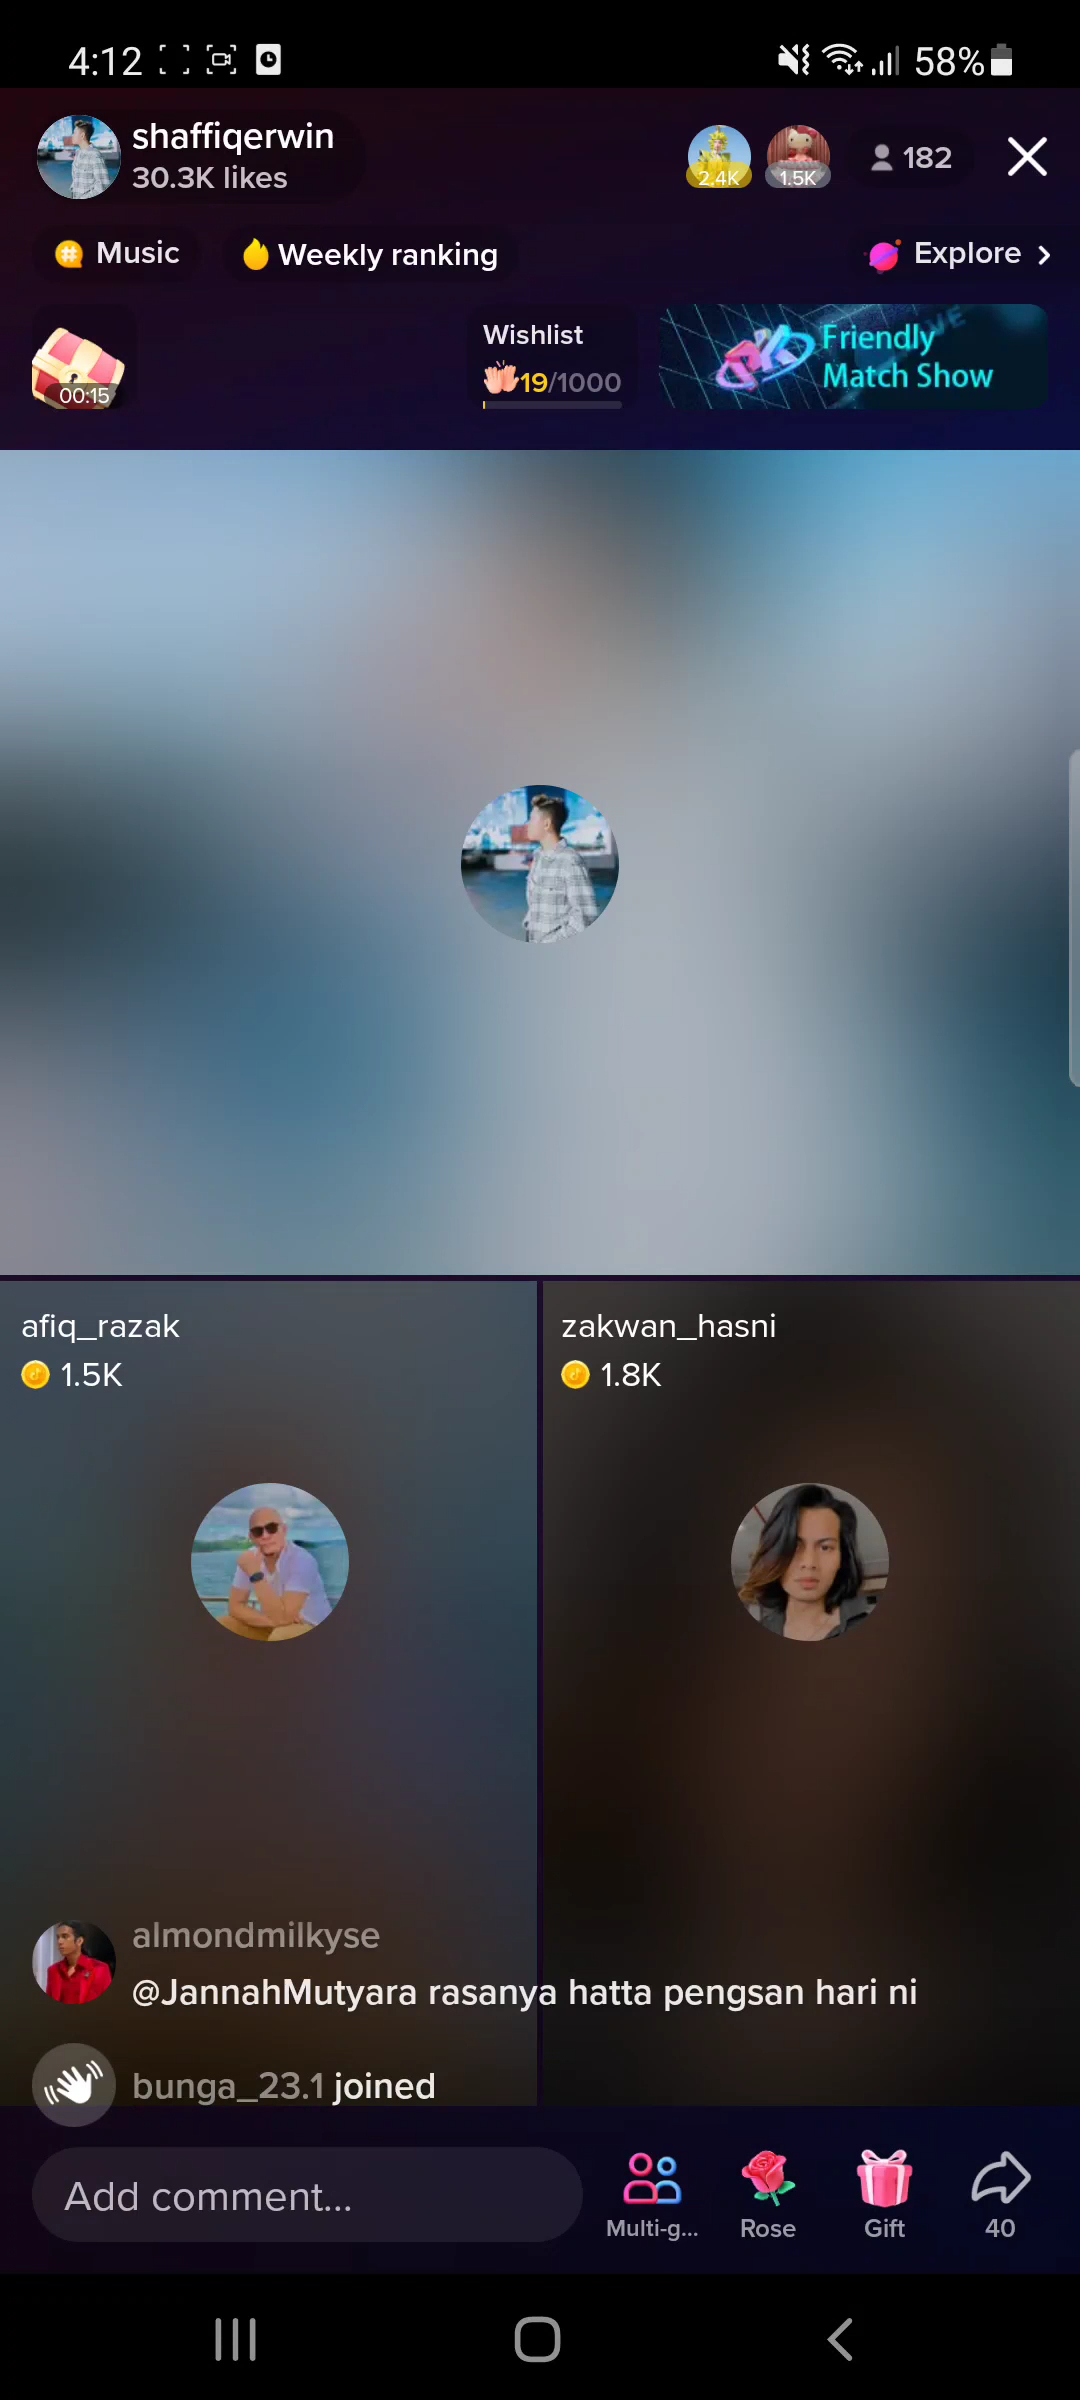 4:12
58%
shaffiqerwin
30.3K likes
2.4K
1.5K
182
Music
Weekly ranking
Explore
00:15
Wishlist
19/1000
Friendly
Match Show
afiq_razak
1.5K
zakwan_hasni
1.8K
almondmilkyse
@JannahMutyara rasanya hatta pengsan hari ni
bunga_23.1 joined
Add comment...
Multi-g...
Rose
Gift
40